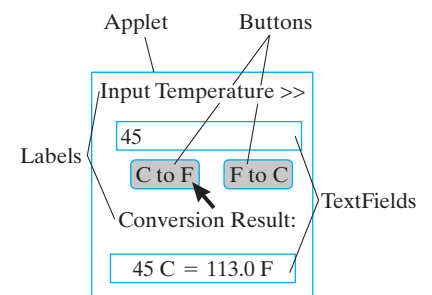 Applet Buttons
Input Temperature >>
45
Labels
C to F F to C
TextFields
Conversion Result:
45 C = 113.0 F